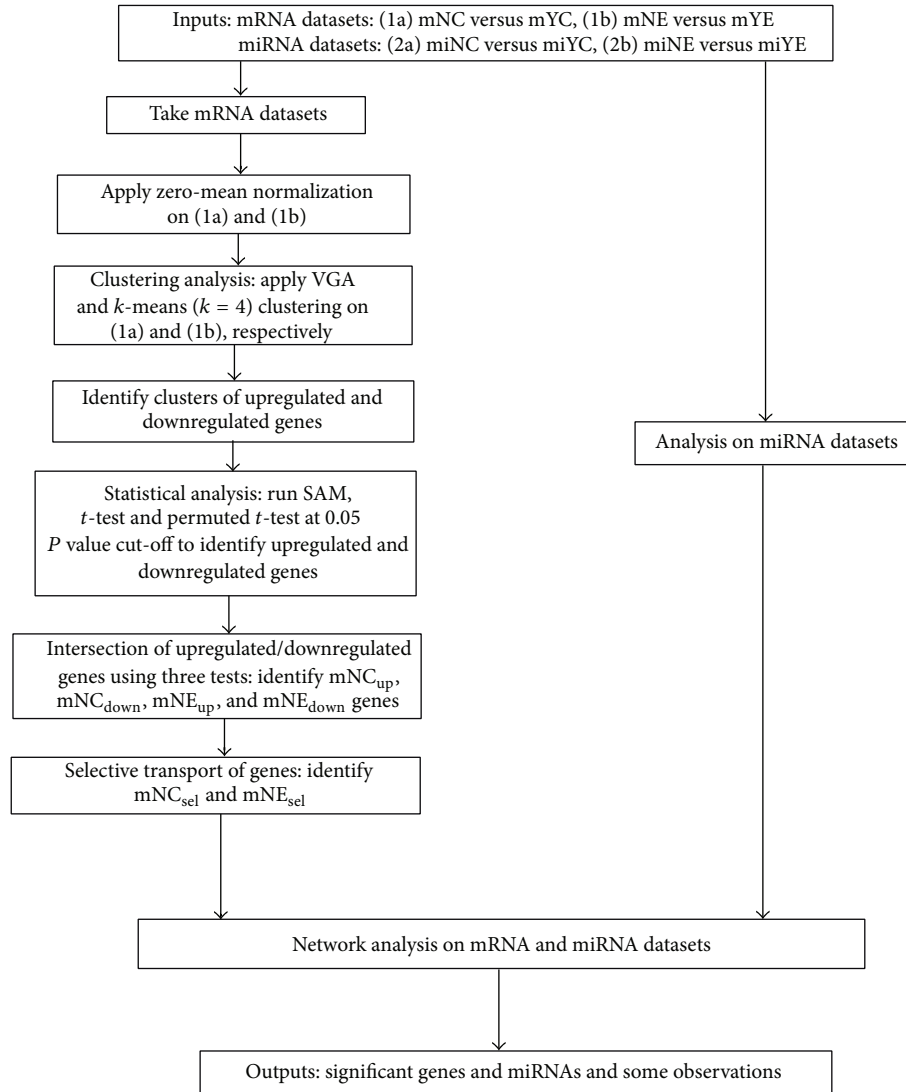 Inputs: mRNA datasets: (1a) mNC versus mYC, (1b) mNE versus mYE
miRNA datasets: (2a) miNC versus miYC, (2b) miNE versus miYE
Take mRNA datasets
Apply zero-mean normalization
on (1a) and (1b)
Clustering analysis: apply VGA
and k-means (k = 4) clustering on
(1a) and (1b), respectively
Identify clusters of upregulated and
downregulated genes
Analysis on miRNA datasets
Statistical analysis: run SAM,
t-test and permuted t-test at 0.05
P value cut-off to identify upregulated and
downregulated genes
Intersection of upregulated/downregulated
genes using three tests: identify mNCup,
mNCdown, mNEup, and mNEdown genes
Selective transport of genes: identify
mNCsel and mNEsel
Network analysis on mRNA and miRNA datasets
Outputs: significant genes and miRNAs and some observations